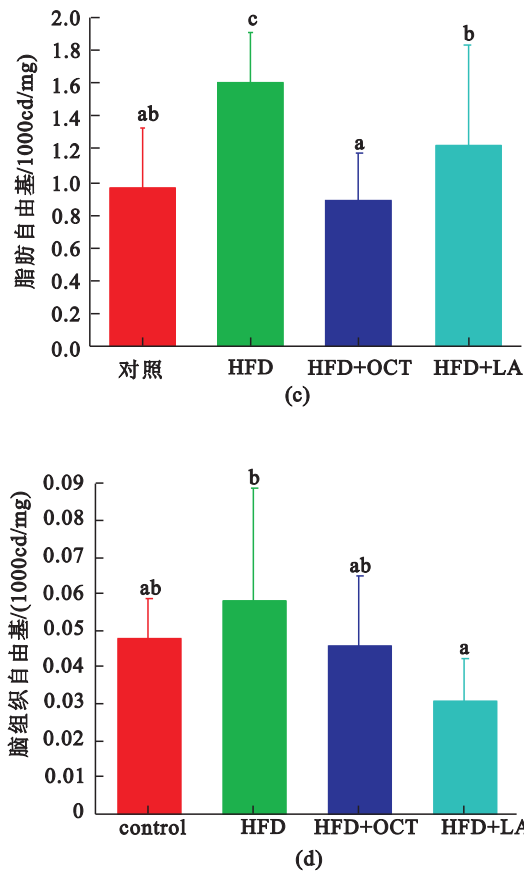 脂肪自由基/1000cd/mg)
2.0
1.8
1.6
1.4
1.2
1.0
0.8
0.6
0.4
0.2
0.0
ab
c
a
b
对照 HFD HFD+OCT HFD+LA
(c)
脑组织自由基/(1000cd/mg)
0.09
0.08
0.07
0.06
0.05
0.04
0.03
0.02
0.01
0
ab
b
ab
a
control HFD HFD+OCT HFD+LA
(d)